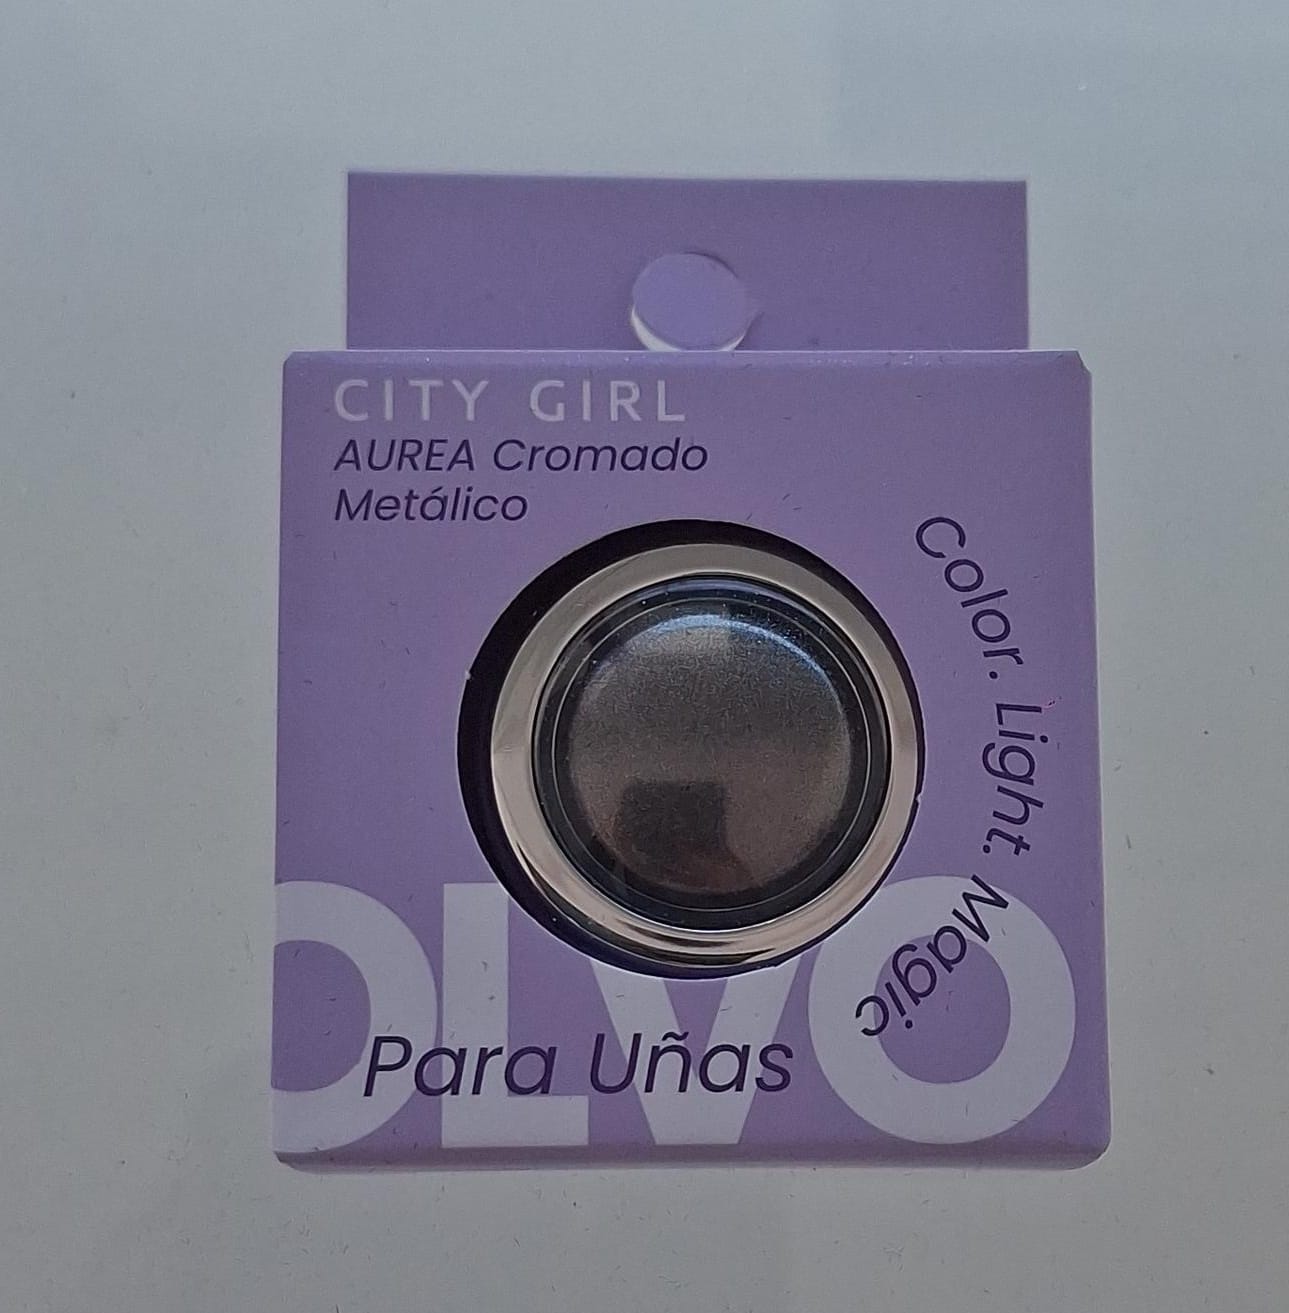 CITY GIRL
AUREA Cromado
Metálico
Color. Light. Magic
OLVO
Para Uñas